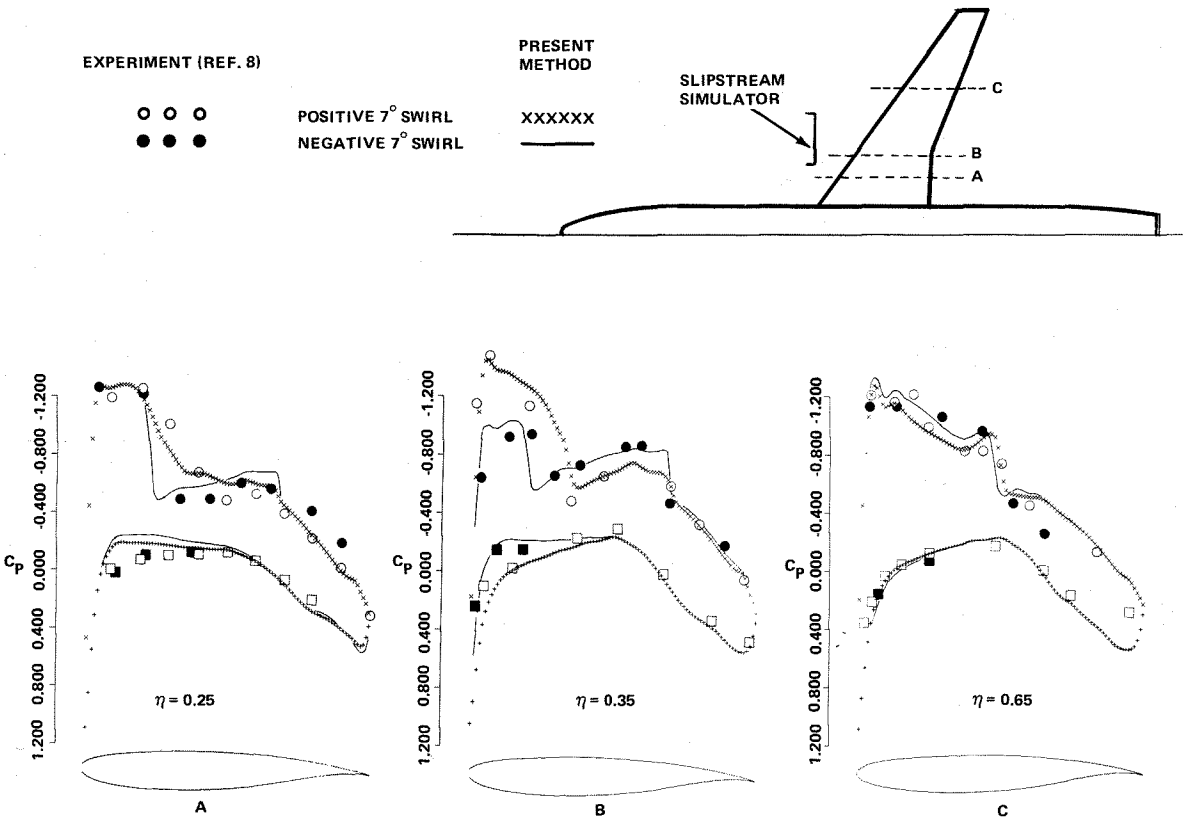 EXPERIMENT (REF. 8)
PRESENT
METHOD
POSITIVE 7° SWIRL XXXXXX
NEGATIVE 7° SWIRL
SLIPSTREAM
SIMULATOR
C
B
A
-1.200
-0.800
-0.400
0.000
0.400
0.800
1.200
CP
η = 0.25
A
-1.200
-0.800
-0.400
0.000
0.400
0.800
1.200
CP
η = 0.35
B
-1.200
-0.800
-0.400
0.000
0.400
0.800
1.200
CP
η = 0.65
C